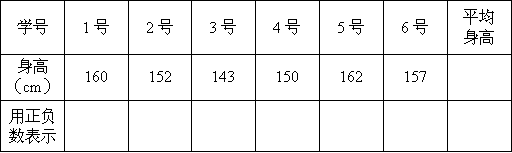 学号 1号 2号 3号 4号 5号 6号 平均
身高
身高
（cm） 160 152 143 150 162 157
用正负
数表示